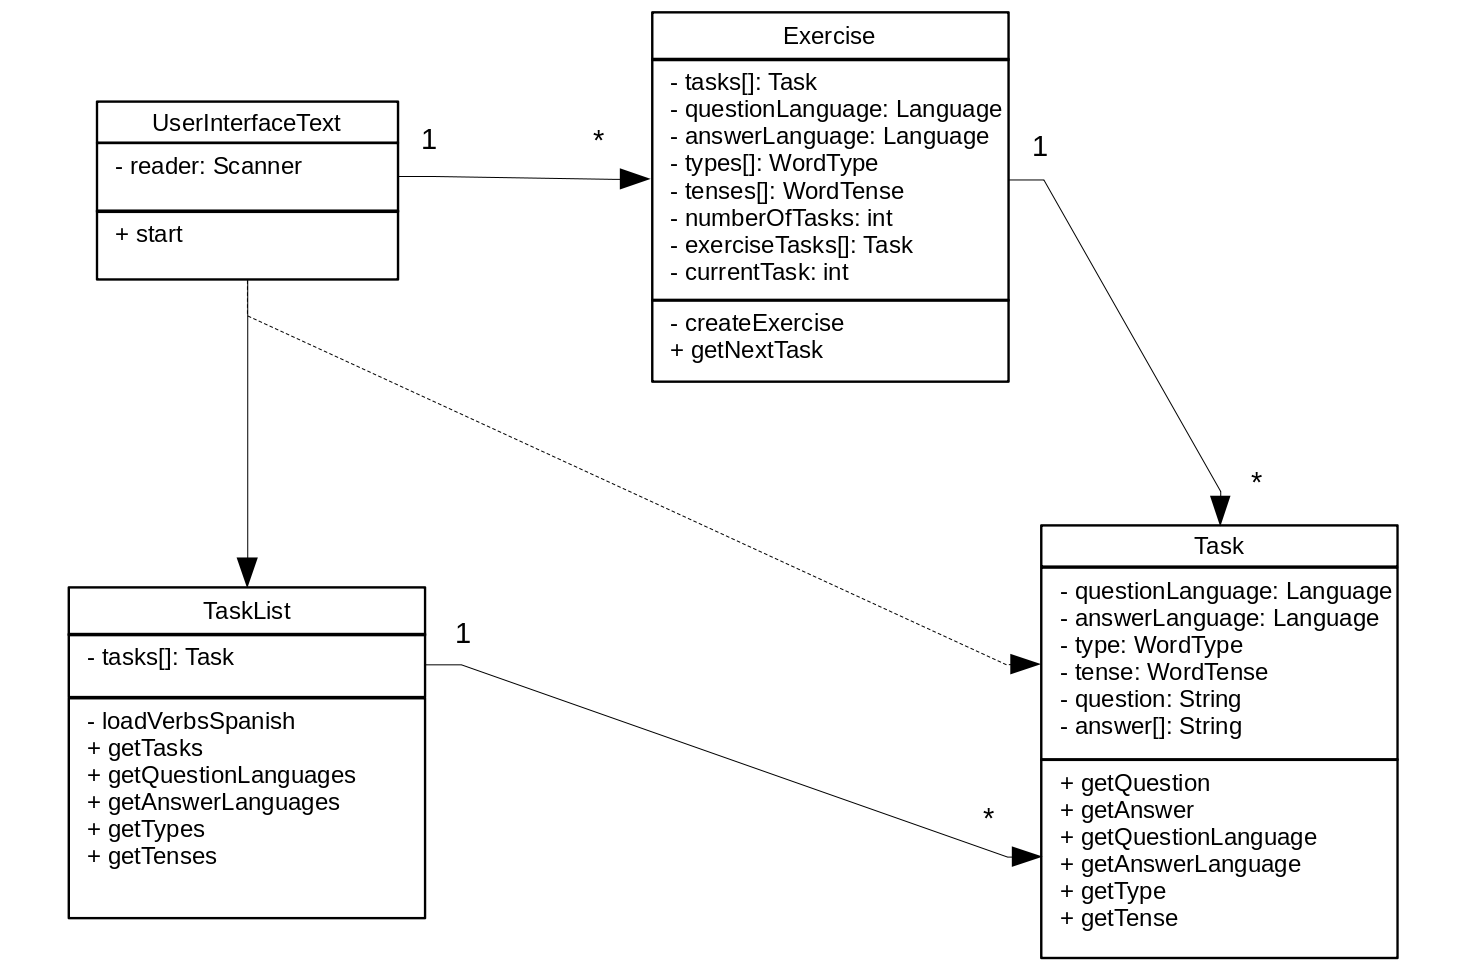 UserInterfaceText
- reader: Scanner
+ start
1
*
Exercise
- tasks[]: Task
- questionLanguage: Language
- answerLanguage: Language
- types[]: WordType
- tenses[]: WordTense
- numberOfTasks: int
- exerciseTasks[]: Task
- currentTask: int
- createExercise
+ getNextTask
1
*
TaskList
- tasks[]: Task
- loadVerbsSpanish
+ getTasks
+ getQuestionLanguages
+ getAnswerLanguages
+ getTypes
+ getTenses
1
*
Task
- questionLanguage: Language
- answerLanguage: Language
- type: WordType
- tense: WordTense
- question: String
- answer[]: String
+ getQuestion
+ getAnswer
+ getQuestionLanguage
+ getAnswerLanguage
+ getType
+ getTense